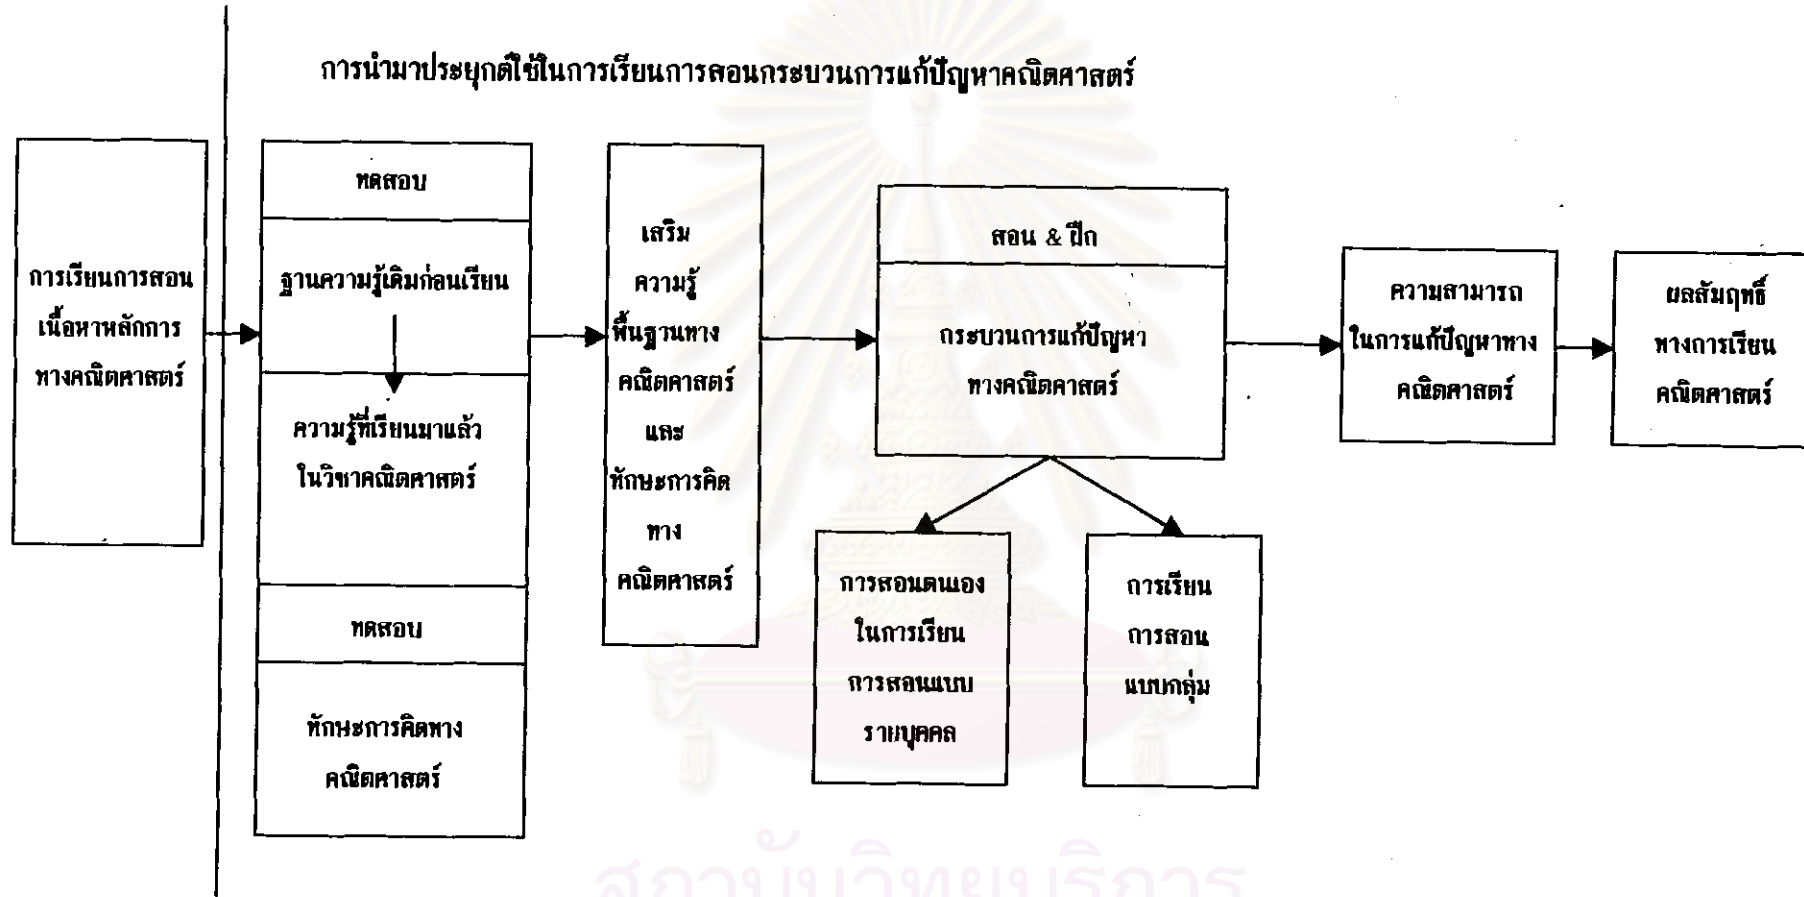 การนำมาประยุกต์ใช้ในการเรียนการสอนกระบวนการแก้ปัญหาคณิตศาสตร์
การเรียนการสอน
เนื้อหาหลักการ
ทางคณิตศาสตร์
ทดสอบ
ฐานความรู้เดิมก่อนเรียน
ความรู้ที่เรียนมาแล้ว
ในวิชาคณิตศาสตร์
ทดสอบ
ทักษะการคิดทาง
คณิตศาสตร์
เสริม
ความรู้
พื้นฐานทาง
คณิตศาสตร์
และ
ทักษะการคิด
ทาง
คณิตศาสตร์
สอน & ฝึก
กระบวนการแก้ปัญหา
ทางคณิตศาสตร์
การสอนตนเอง
ในการเรียน
การสอนแบบ
รายบุคคล
การเรียน
การสอน
แบบกลุ่ม
ความสามารถ
ในการแก้ปัญหาทาง
คณิตศาสตร์
ผลสัมฤทธิ์
ทางการเรียน
คณิตศาสตร์
สถาบันวิทยบริการ